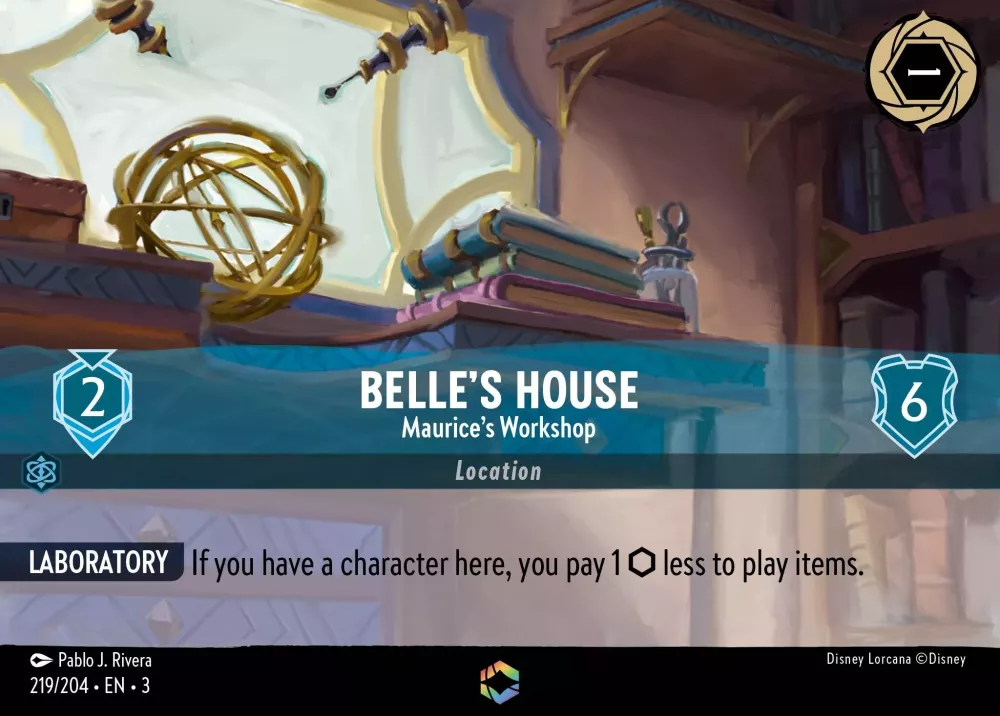 1
BELLE'S HOUSE
Maurice's Workshop
2
6
Location
LABORATORY If you have a character here, you pay 1 ⬡ less to play items.
Pablo J. Rivera
219/204 • EN • 3
Disney Lorcana ©Disney